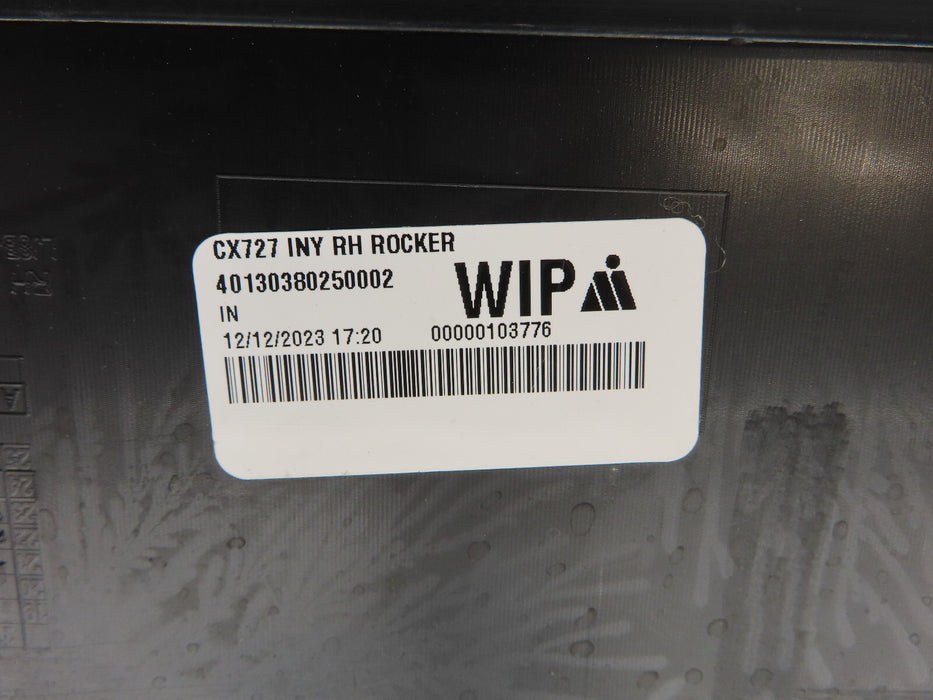 CX727 INY RH ROCKER
40130380250002
WIP
IN
12/12/2023 17:20 00000103776